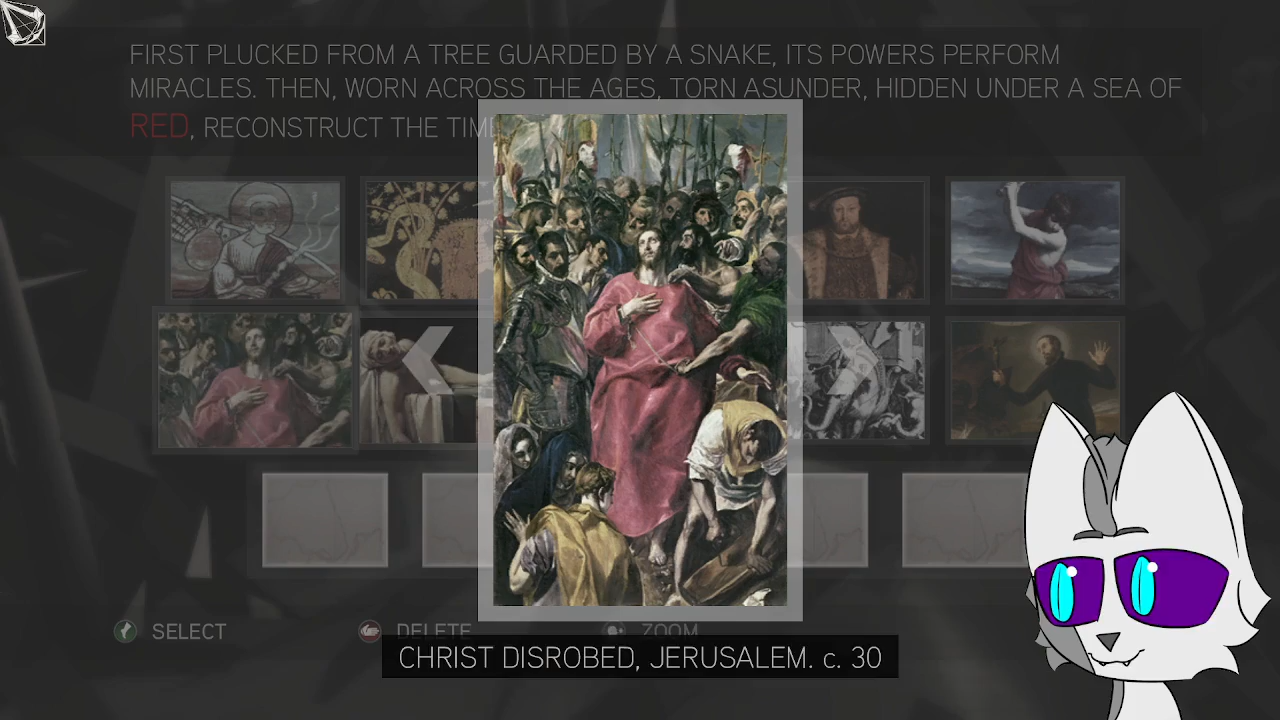 FIRST PLUCKED FROM A TREE GUARDED BY A SNAKE, ITS POWERS PERFORM
MIRACLES. THEN, WORN ACROSS THE AGES, TORN ASUNDER, HIDDEN UNDER A SEA OF
RED, RECONSTRUCT THE
SELECT
DELETE
ZOOM
CHRIST DISROBED, JERUSALEM. c. 30